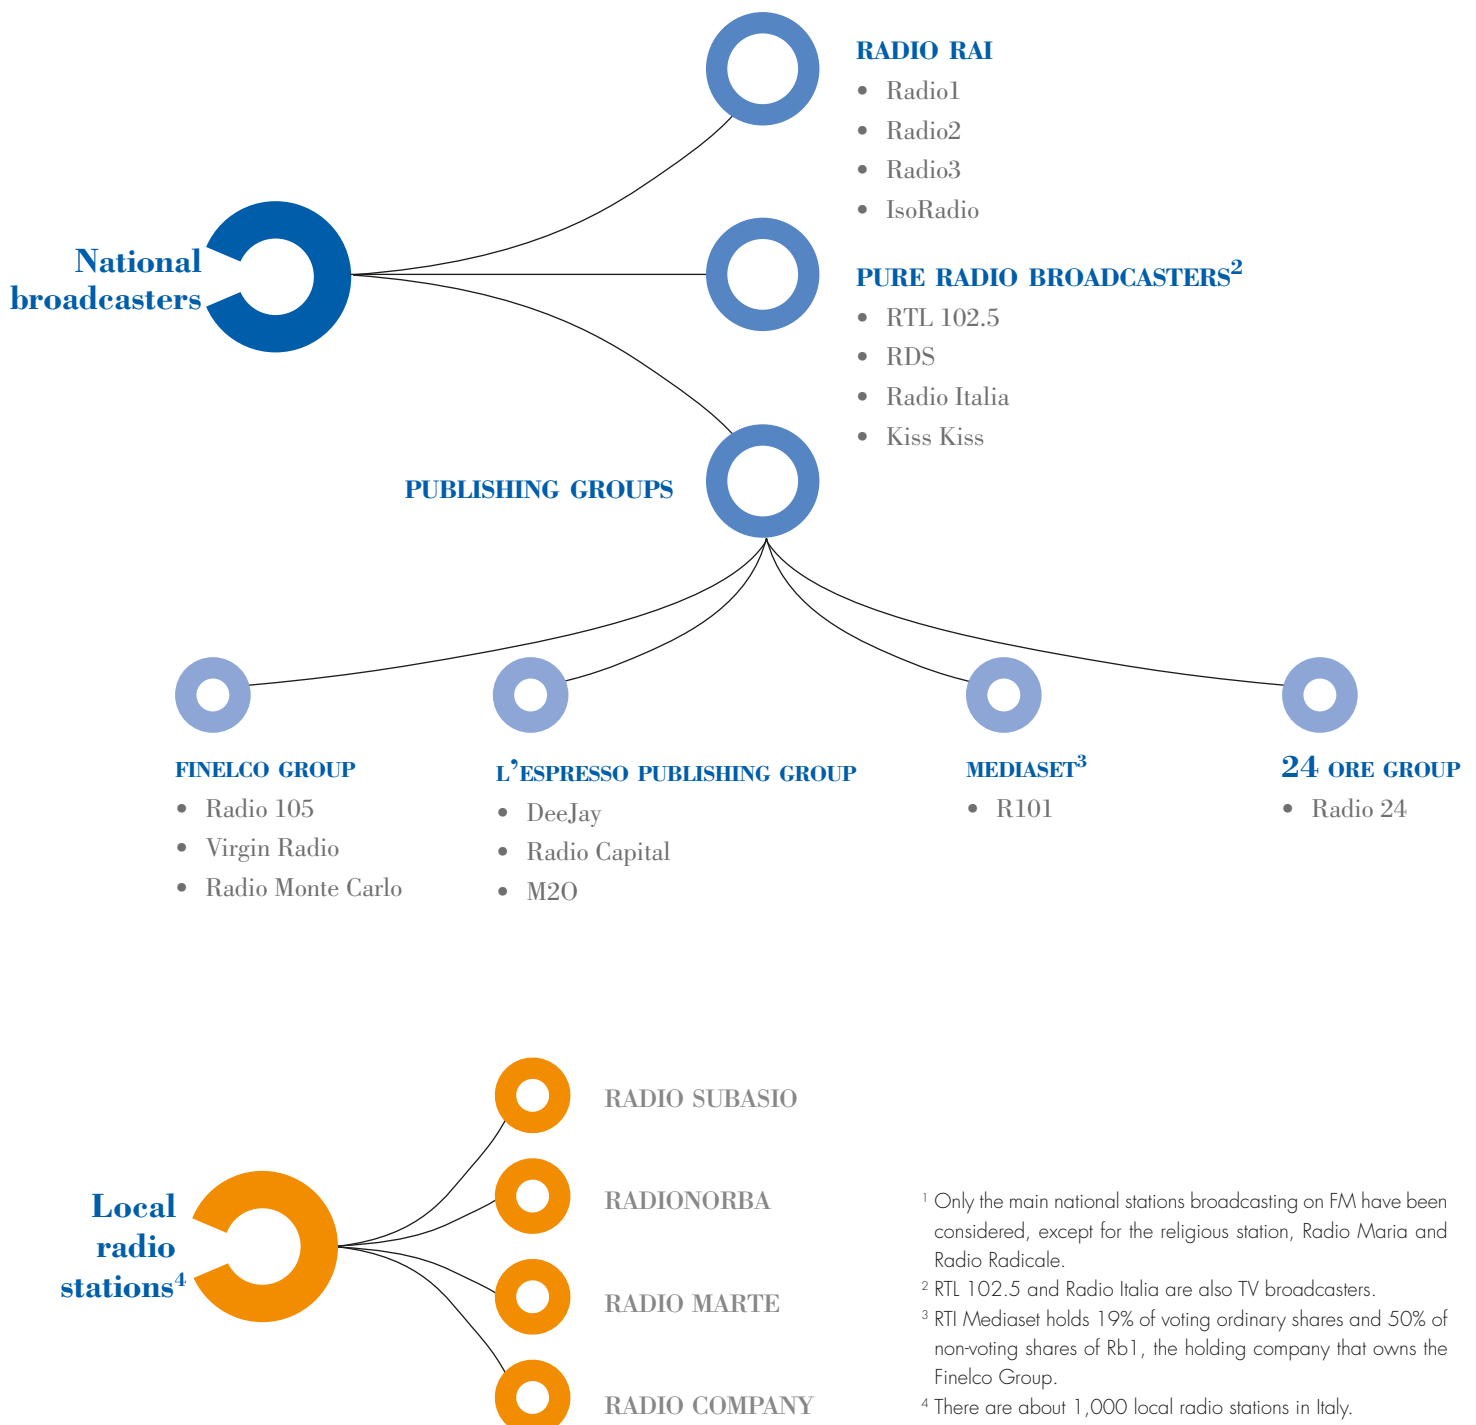 RADIO RAI
• Radio1
• Radio2
• Radio3
• IsoRadio
National
broadcasters
PURE RADIO BROADCASTERS²
• RTL 102.5
• RDS
• Radio Italia
• Kiss Kiss
PUBLISHING GROUPS
FINELCO GROUP
• Radio 105
• Virgin Radio
• Radio Monte Carlo
L'ESPRESSO PUBLISHING GROUP
• DeeJay
• Radio Capital
• M2O
MEDIASET³
• R101
24 ORE GROUP
• Radio 24
Local
radio
stations⁴
RADIO SUBASIO
RADIONORBA
RADIO MARTE
RADIO COMPANY
¹ Only the main national stations broadcasting on FM have been
considered, except for the religious station, Radio Maria and
Radio Radicale.
² RTL 102.5 and Radio Italia are also TV broadcasters.
³ RTI Mediaset holds 19% of voting ordinary shares and 50% of
non-voting shares of Rb1, the holding company that owns the
Finelco Group.
⁴ There are about 1,000 local radio stations in Italy.